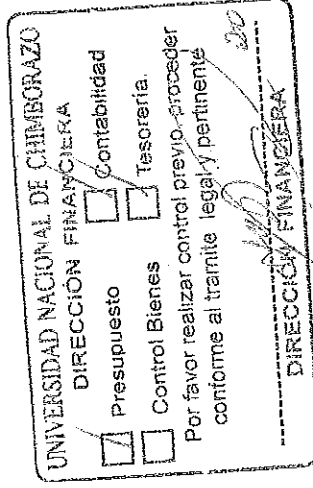 UNIVERSIDAD NACIONAL DE CHIMBORAZO
DIRECCIÓN FINANCIERA
Presupuesto Contabilidad
Control Bienes Tesorería.
Por favor realizar control previo, proceder
conforme al tramite legal y pertinente
DIRECCIÓN FINANCIERA